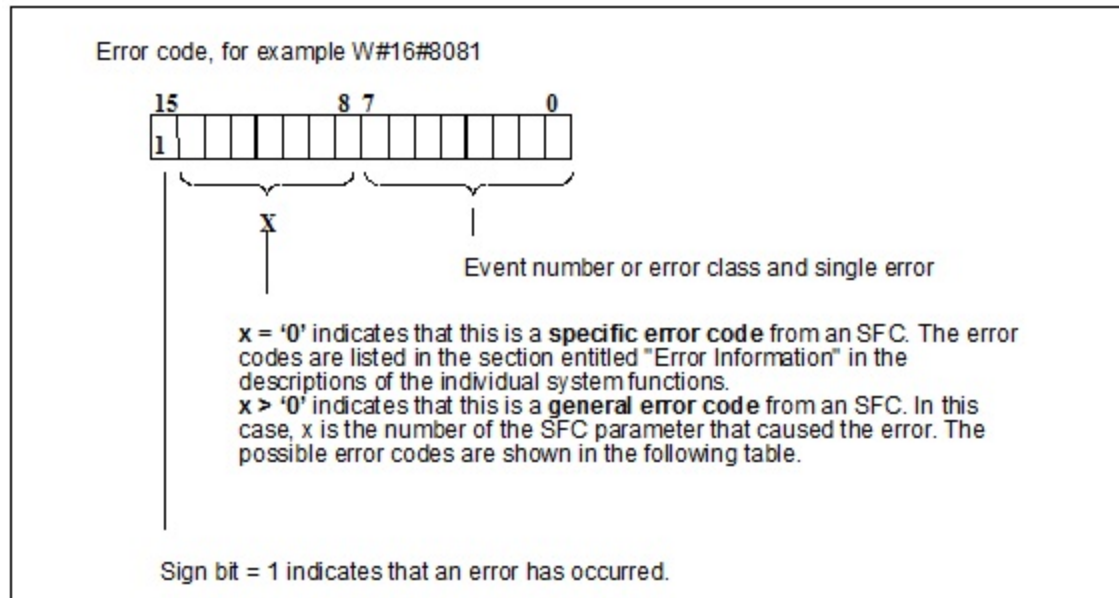 Error code, for example W#16#8081
15 8 7 0
1
X
Event number or error class and single error
x = ‘0’ indicates that this is a specific error code from an SFC. The error
codes are listed in the section entitled "Error Information" in the
descriptions of the individual system functions.
x > ‘0’ indicates that this is a general error code from an SFC. In this
case, x is the number of the SFC parameter that caused the error. The
possible error codes are shown in the following table.
Sign bit = 1 indicates that an error has occurred.